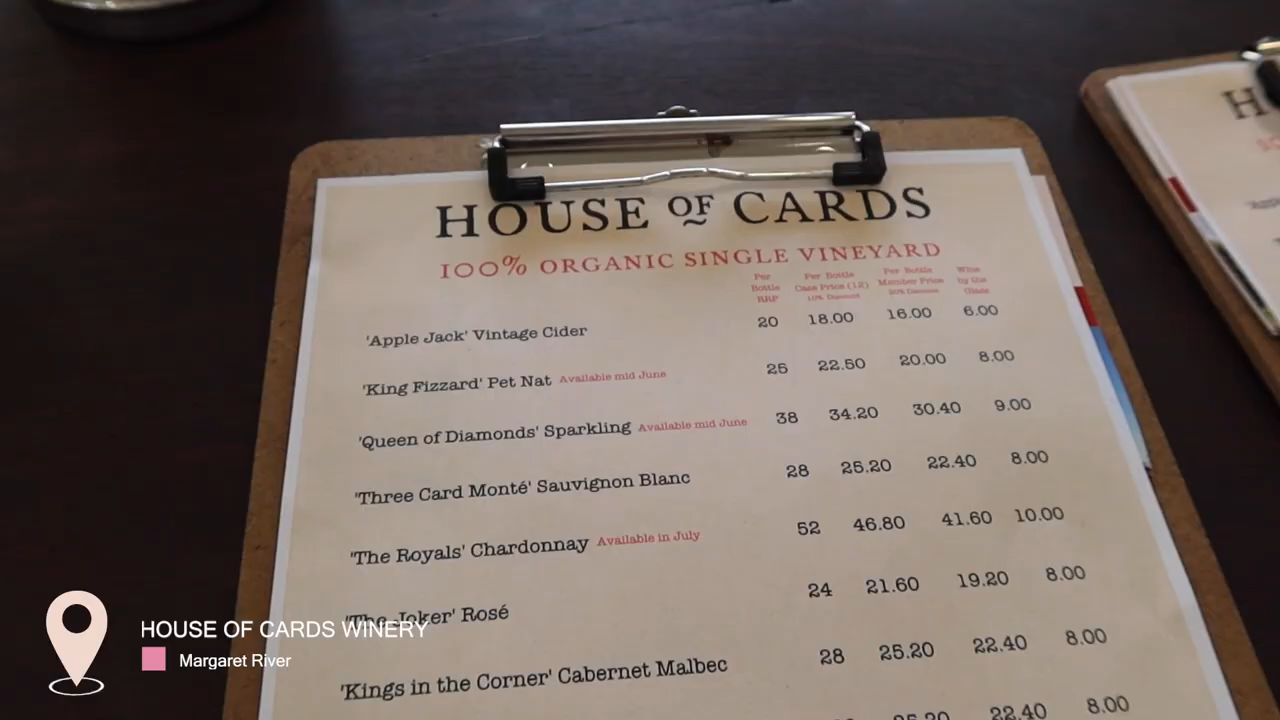 HOUSE OF CARDS
100% ORGANIC SINGLE VINEYARD
Per Bottle RRP Per Bottle Case Price (12) 10% Discount Per Bottle Member Price 20% Discount Wine by the Glass
'Apple Jack' Vintage Cider 20 18.00 16.00 6.00
'King Fizzard' Pet Nat Available mid June 25 22.50 20.00 8.00
'Queen of Diamonds' Sparkling Available mid June 38 34.20 30.40 9.00
'Three Card Monté' Sauvignon Blanc 28 25.20 22.40 8.00
'The Royals' Chardonnay Available in July 52 46.80 41.60 10.00
'The Joker' Rosé 24 21.60 19.20 8.00
'Kings in the Corner' Cabernet Malbec 28 25.20 22.40 8.00
25.20 22.40 8.00
H
HOUSE OF CARDS WINERY
Margaret River